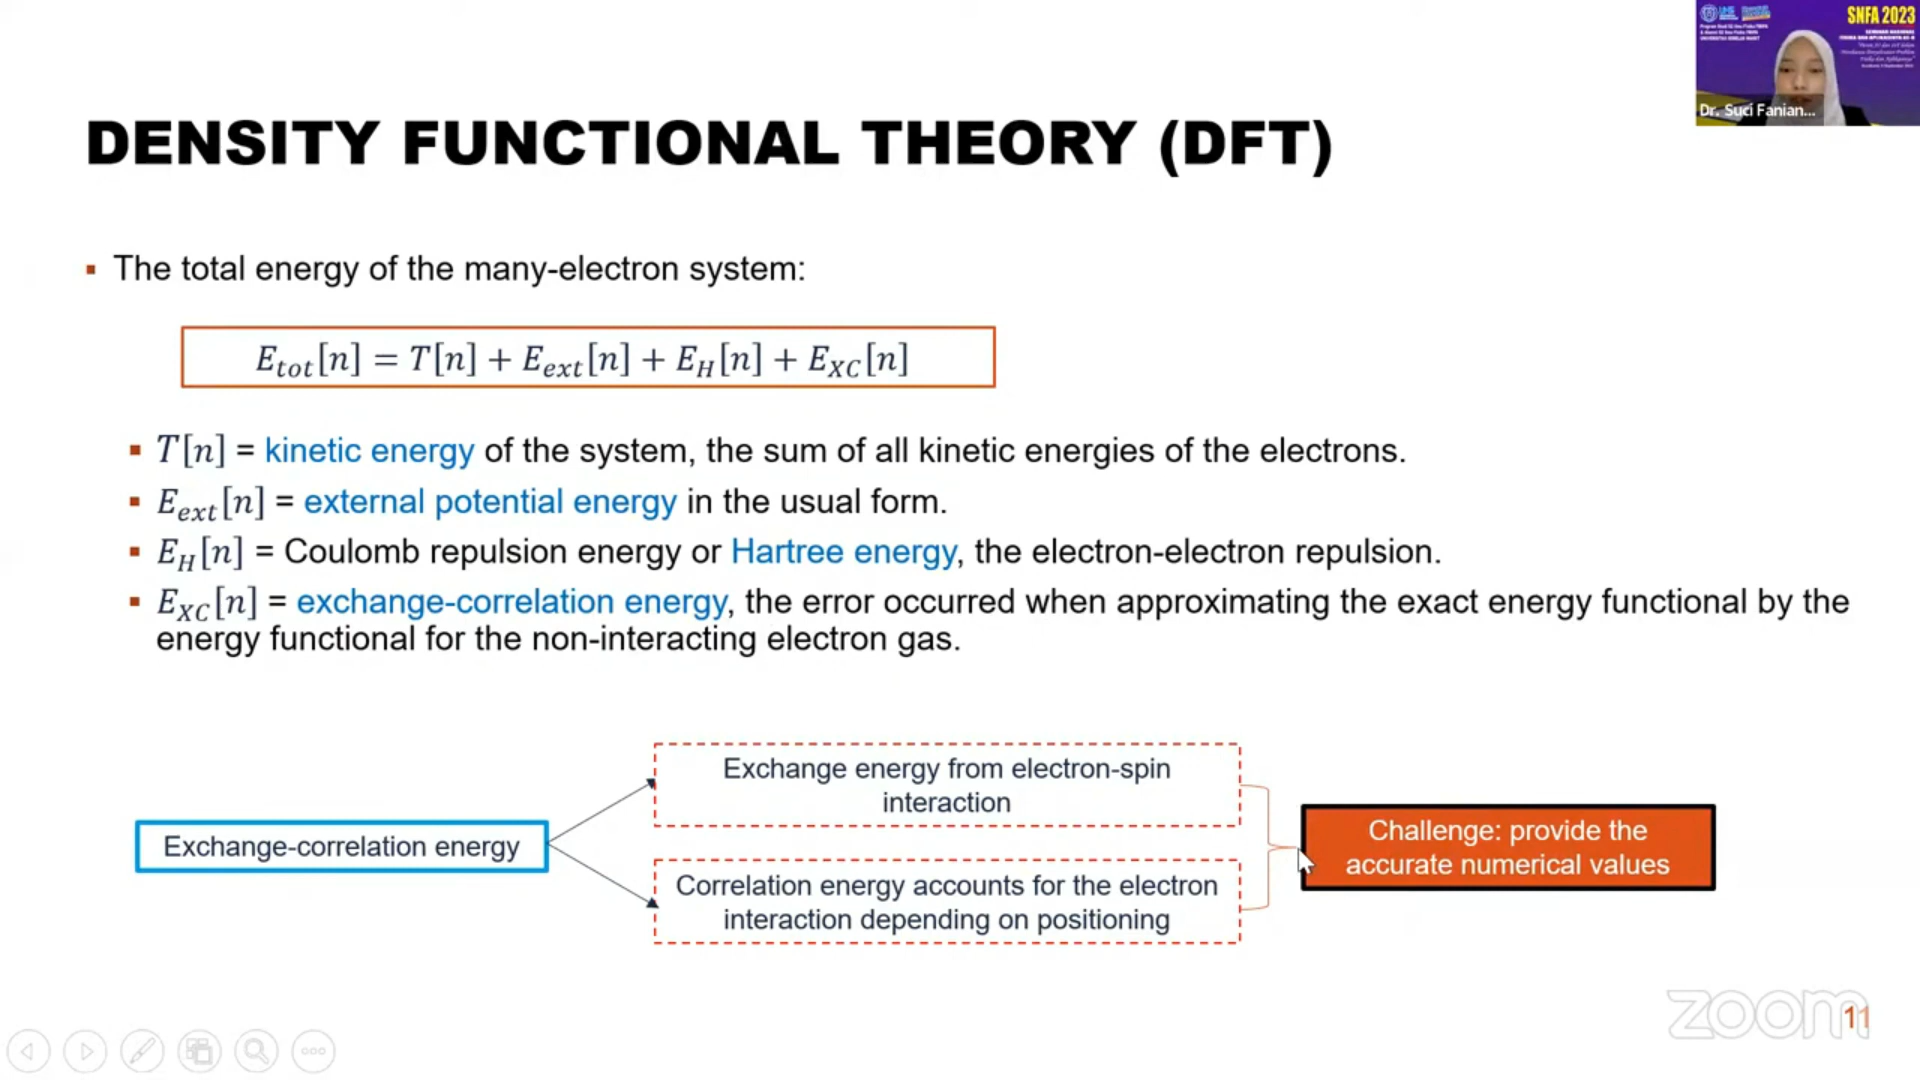 SNFA 2023
Dr. Suci Fanian...
DENSITY FUNCTIONAL THEORY (DFT)
▪ The total energy of the many-electron system:
E_tot[n] = T[n] + E_ext[n] + E_H[n] + E_XC[n]
▪ T[n] = kinetic energy of the system, the sum of all kinetic energies of the electrons.
▪ E_ext[n] = external potential energy in the usual form.
▪ E_H[n] = Coulomb repulsion energy or Hartree energy, the electron-electron repulsion.
▪ E_XC[n] = exchange-correlation energy, the error occurred when approximating the exact energy functional by the
energy functional for the non-interacting electron gas.
Exchange energy from electron-spin
interaction
Exchange-correlation energy
Correlation energy accounts for the electron
interaction depending on positioning
Challenge: provide the
accurate numerical values
zoom
11